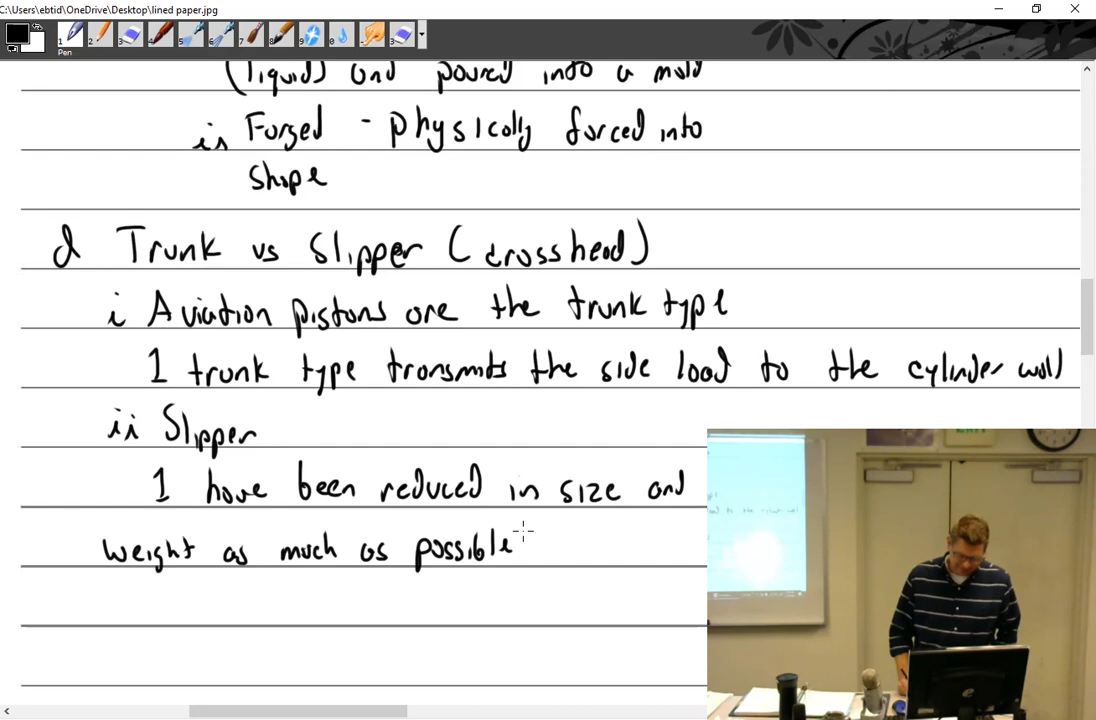 C:\Users\ebtid\OneDrive\Desktop\lined paper.jpg
Pen
(liquid) and poured into a mold
ii Forged - physically forced into
shape
d Trunk vs Slipper (crosshead)
i Aviation pistons are the trunk type
1 trunk type transmits the side load to the cylinder wall
ii Slipper
1 have been reduced in size and
weight as much as possible